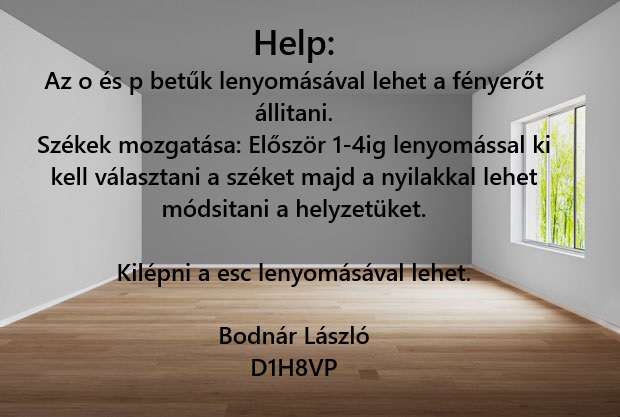 Help:
Az o és p betűk lenyomásával lehet a fényerőt
állitani.
Székek mozgatása: Először 1-4ig lenyomással ki
kell választani a széket majd a nyilakkal lehet
módsitani a helyzetüket.
Kilépni a esc lenyomásával lehet.
Bodnár László
D1H8VP